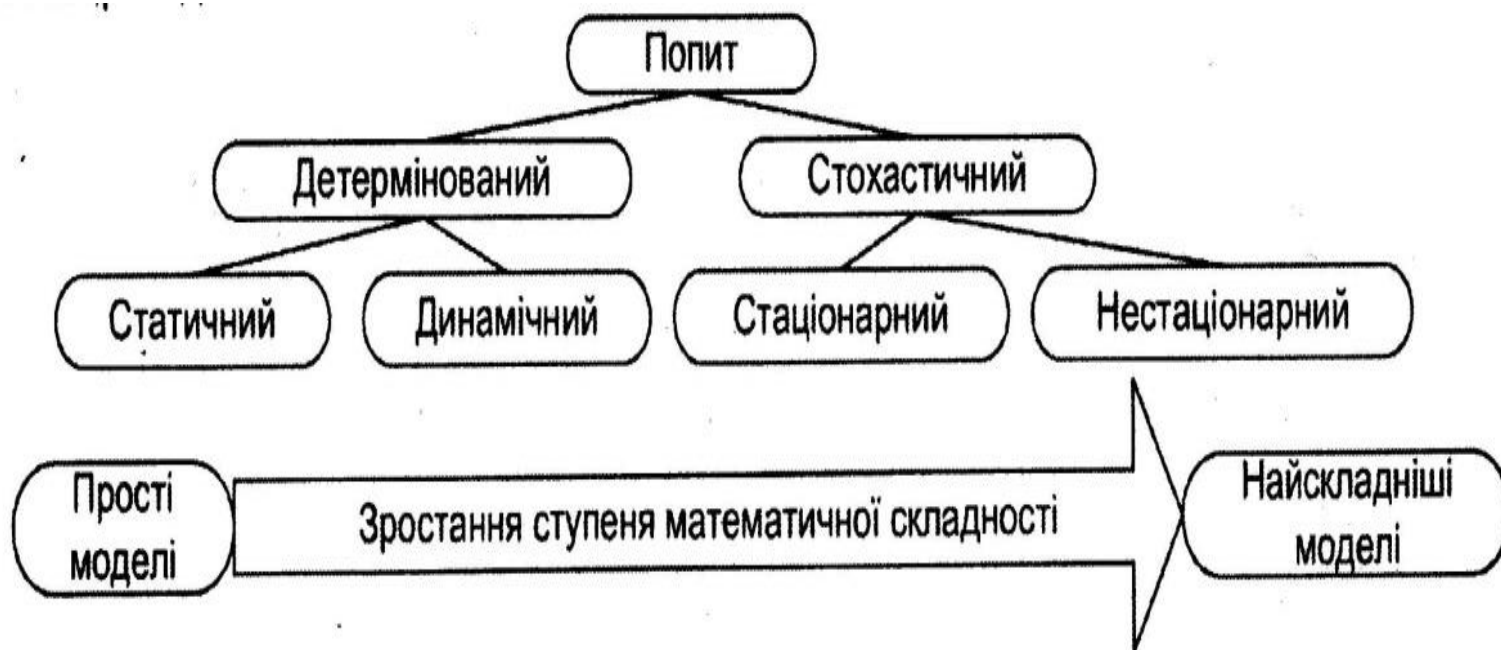 Попит
Детермінований
Стохастичний
Статичний
Динамічний
Стаціонарний
Нестаціонарний
Прості
моделі
Зростання ступеня математичної складності
Найскладніші
моделі